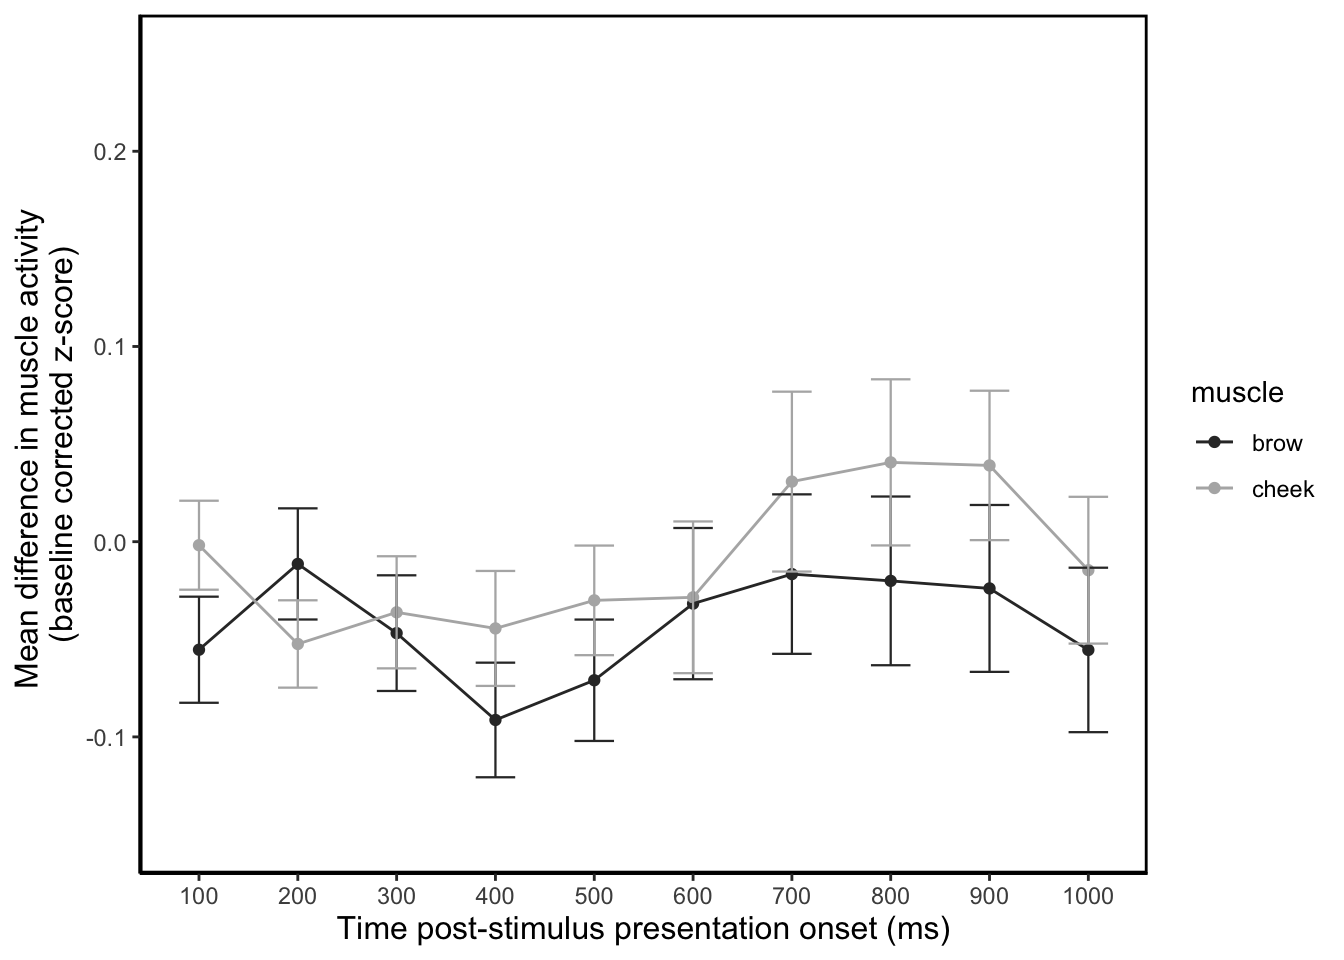 Mean difference in muscle activity
(baseline corrected z-score)
0.2
0.1
0.0
-0.1
100 200 300 400 500 600 700 800 900 1000
Time post-stimulus presentation onset (ms)
muscle
brow
cheek